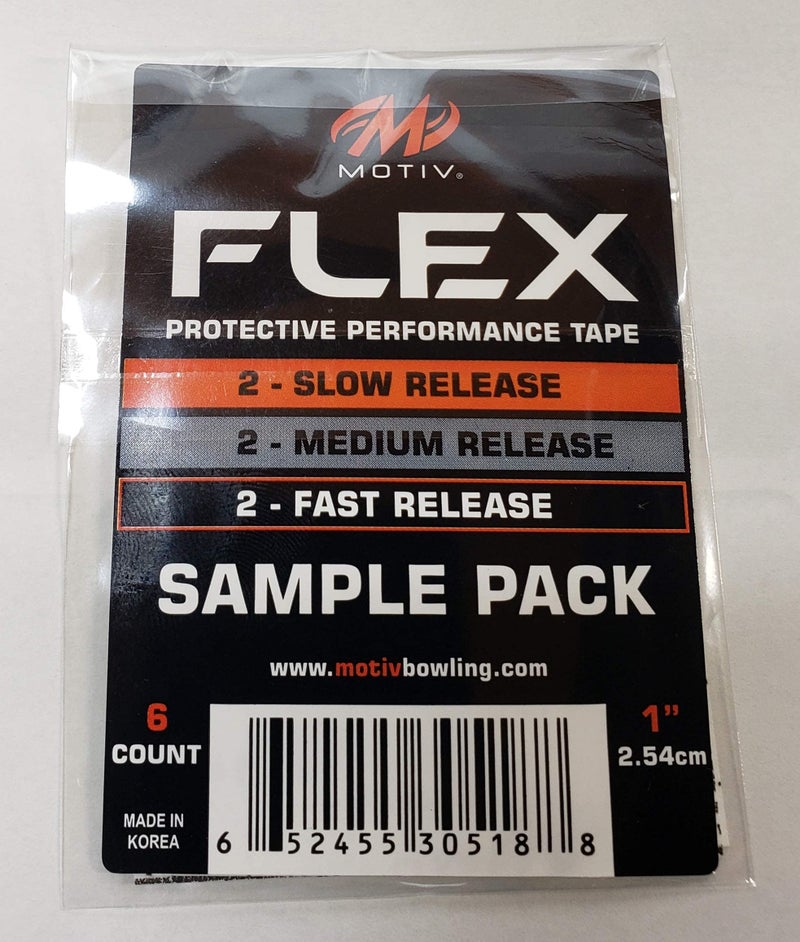 MOTIV®
FLEX
PROTECTIVE PERFORMANCE TAPE
2 - SLOW RELEASE
2 - MEDIUM RELEASE
2 - FAST RELEASE
SAMPLE PACK
www.motivbowling.com
6
COUNT
1”
2.54cm
MADE IN
KOREA
6 52455 30518 8